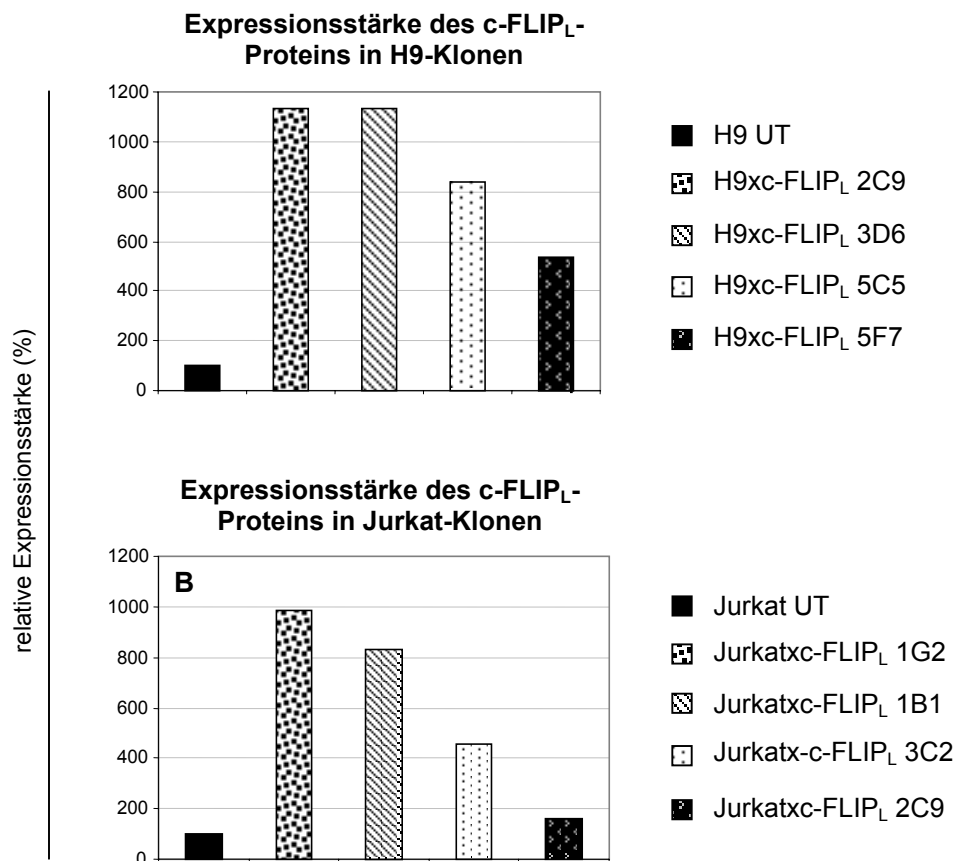 Expressionsstärke des c-FLIPL-
Proteins in H9-Klonen
1200
1000
800
600
400
200
0
H9 UT
H9xc-FLIPL 2C9
H9xc-FLIPL 3D6
H9xc-FLIPL 5C5
H9xc-FLIPL 5F7
relative Expressionsstärke (%)
Expressionsstärke des c-FLIPL-
Proteins in Jurkat-Klonen
B
1200
1000
800
600
400
200
0
Jurkat UT
Jurkatxc-FLIPL 1G2
Jurkatxc-FLIPL 1B1
Jurkatx-c-FLIPL 3C2
Jurkatxc-FLIPL 2C9